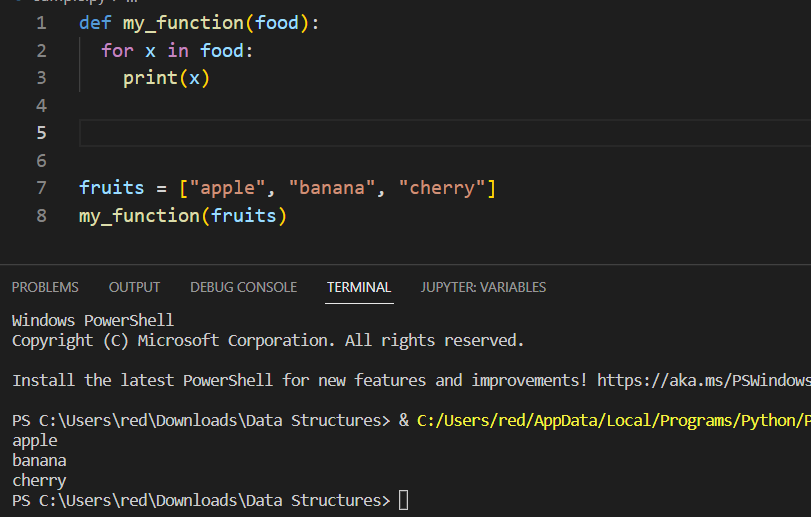 1 def my_function(food):
2   for x in food:
3     print(x)
4
5
6
7 fruits = ["apple", "banana", "cherry"]
8 my_function(fruits)
PROBLEMS OUTPUT DEBUG CONSOLE TERMINAL JUPYTER: VARIABLES
Windows PowerShell
Copyright (C) Microsoft Corporation. All rights reserved.
Install the latest PowerShell for new features and improvements! https://aka.ms/PSWindows
PS C:\Users\red\Downloads\Data Structures> & C:/Users/red/AppData/Local/Programs/Python/P
apple
banana
cherry
PS C:\Users\red\Downloads\Data Structures>